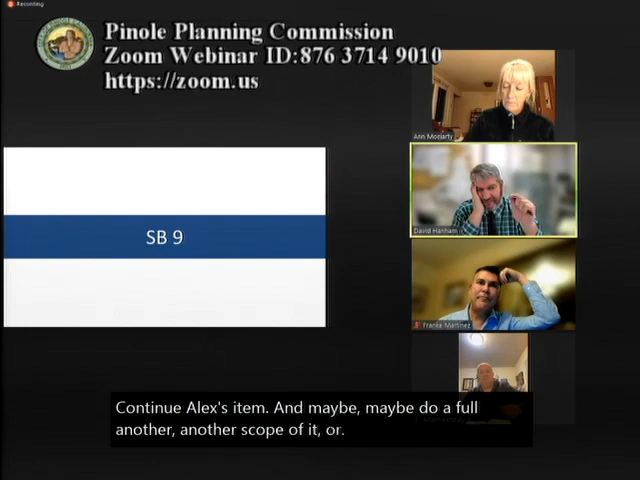 Recording
Pinole Planning Commission
Zoom Webinar ID:876 3714 9010
https://zoom.us
Ann Moriarty
David Hanham
SB 9
Frank Martinez
Continue Alex's item. And maybe, maybe do a full
another, another scope of it, or.